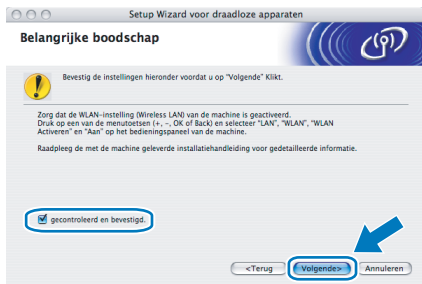 Setup Wizard voor draadloze apparaten
Belangrijke boodschap
Bevestig de instellingen hieronder voordat u op "Volgende" Klikt.
Zorg dat de WLAN-instelling (Wireless LAN) van de machine is geactiveerd.
Druk op een van de menutoetsen (+, -, OK of Back) en selecteer "LAN", "WLAN", "WLAN
Activeren" en "Aan" op het bedieningspaneel van de machine.
Raadpleeg de met de machine geleverde installatiehandleiding voor gedetailleerde informatie.
gecontroleerd en bevestigd.
<Terug
Volgende>
Annuleren